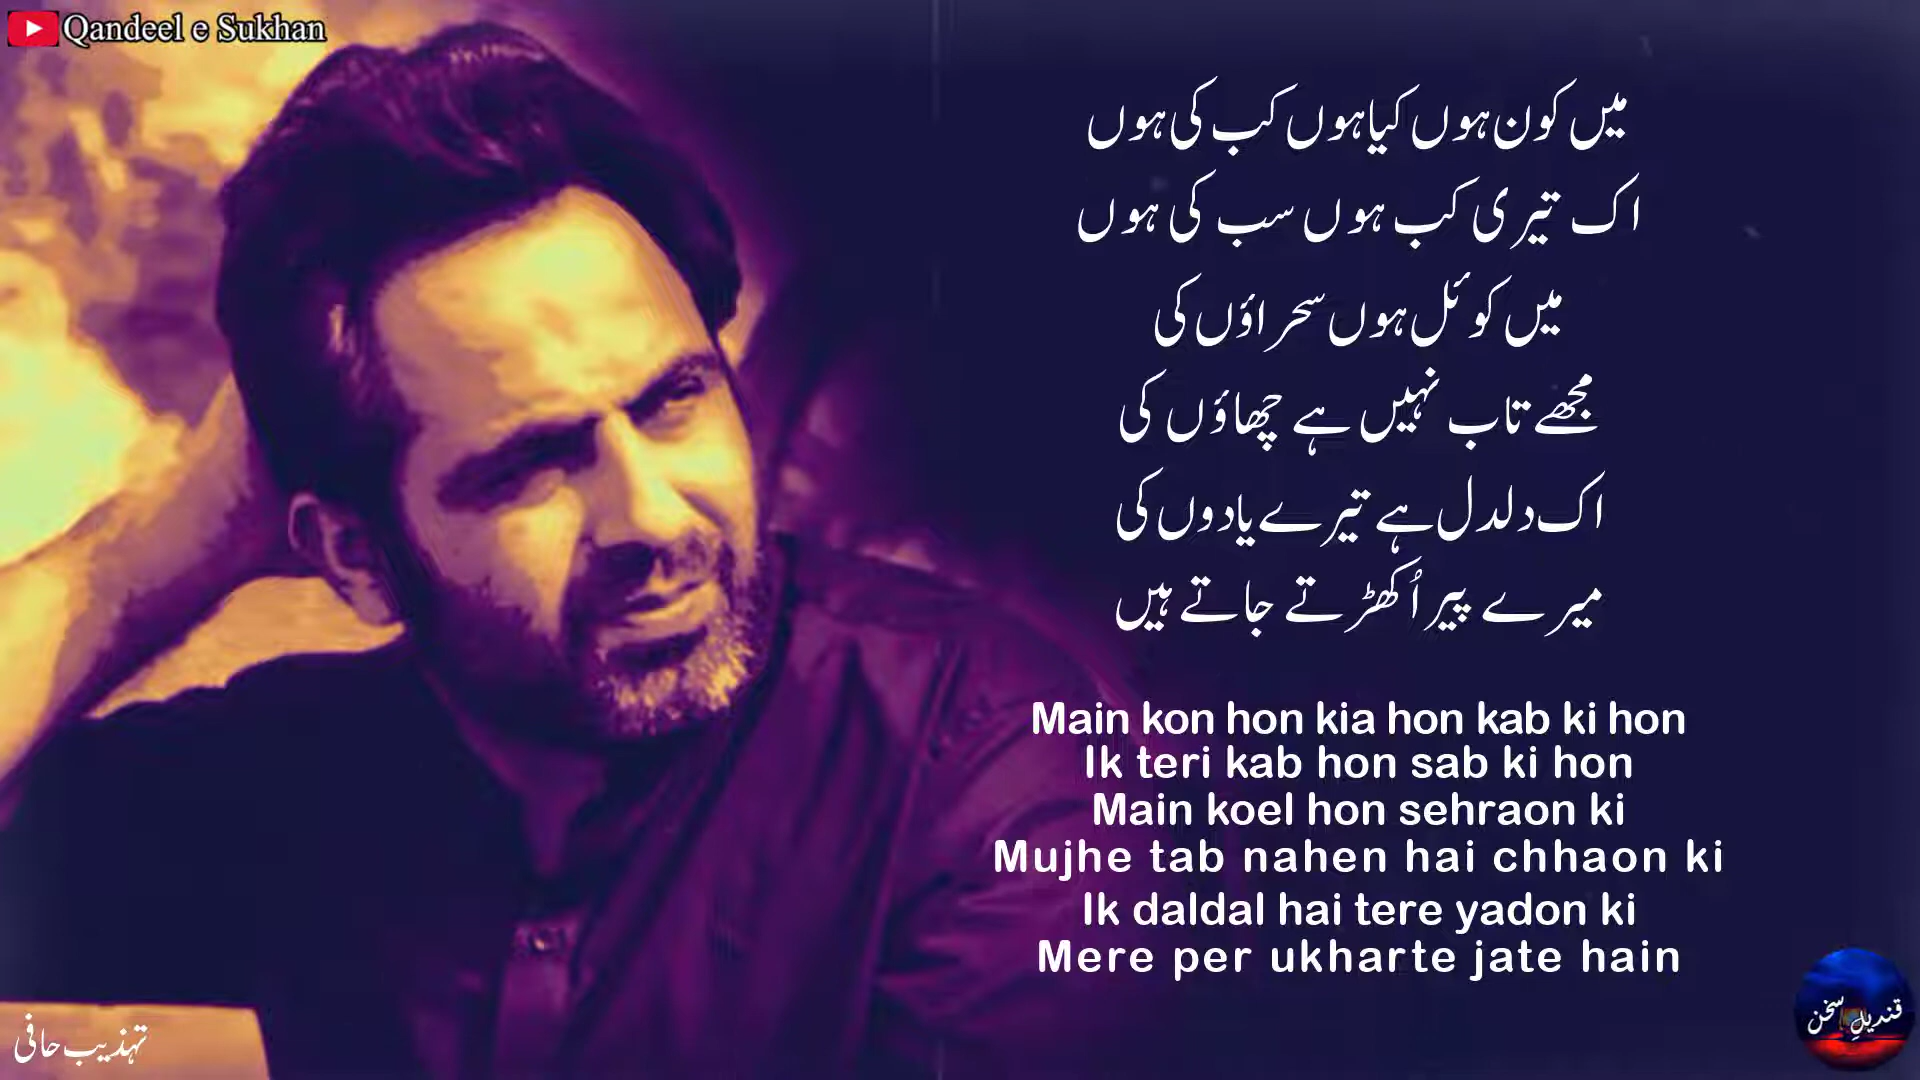 Qandeel e Sukhan
میں کون ہوں کیا ہوں کب کی ہوں
اک تیری کب ہوں سب کی ہوں
میں کوئل ہوں سحراؤں کی
مجھے تاب نہیں ہے چھاؤں کی
اک دلدل ہے تیرے یادوں کی
میرے پیر اُکھڑتے جاتے ہیں
Main kon hon kia hon kab ki hon
Ik teri kab hon sab ki hon
Main koel hon sehraon ki
Mujhe tab nahen hai chhaon ki
Ik daldal hai tere yadon ki
Mere per ukharte jate hain
تہذیب حافی
قندیلِ سخن